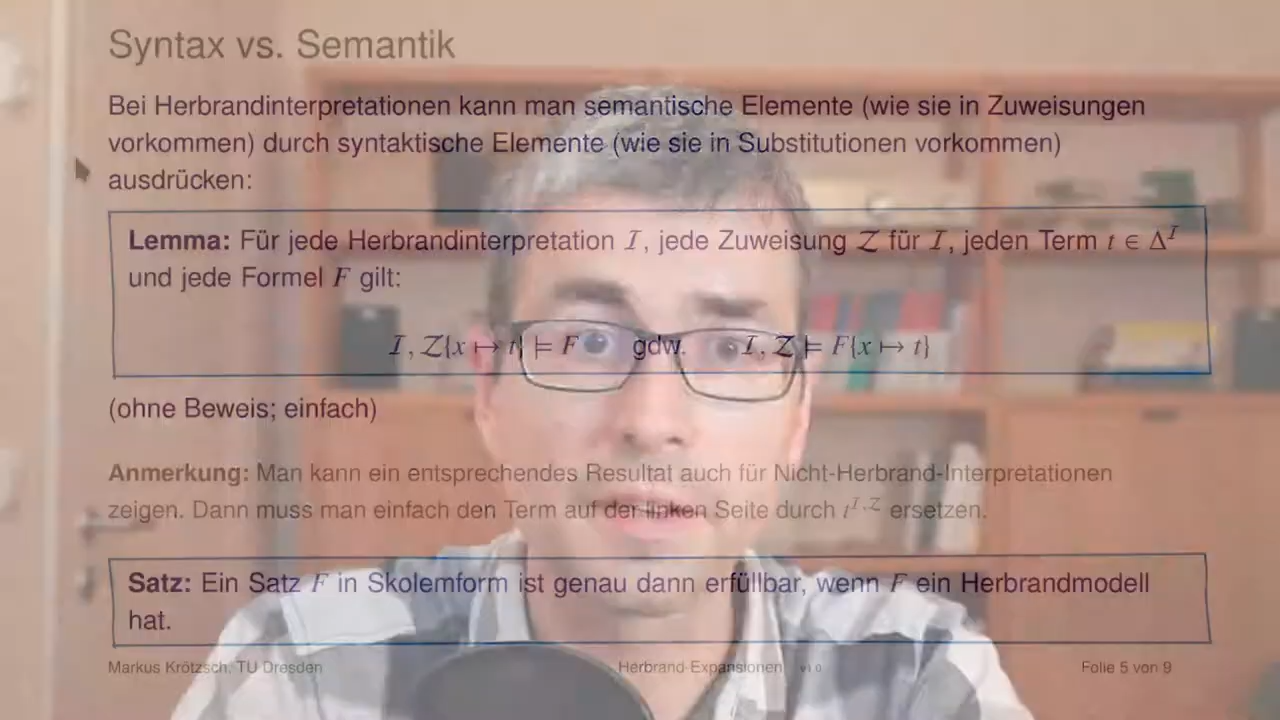 Syntax vs. Semantik
Bei Herbrandinterpretationen kann man semantische Elemente (wie sie in Zuweisungen
vorkommen) durch syntaktische Elemente (wie sie in Substitutionen vorkommen)
ausdrücken:
Lemma: Für jede Herbrandinterpretation 𝓘, jede Zuweisung 𝓩 für 𝓘, jeden Term t ∈ Δ^𝓘
und jede Formel F gilt:
𝓘, 𝓩{x ↦ t} ⊨ F gdw. 𝓘, 𝓩 ⊨ F{x ↦ t}
(ohne Beweis; einfach)
Anmerkung: Man kann ein entsprechendes Resultat auch für Nicht-Herbrand-Interpretationen
zeigen. Dann muss man einfach den Term auf der linken Seite durch t^𝓘,𝓩 ersetzen.
Satz: Ein Satz F in Skolemform ist genau dann erfüllbar, wenn F ein Herbrandmodell
hat.
Markus Krötzsch, TU Dresden Herbrand-Expansionen v1.0 Folie 5 von 9